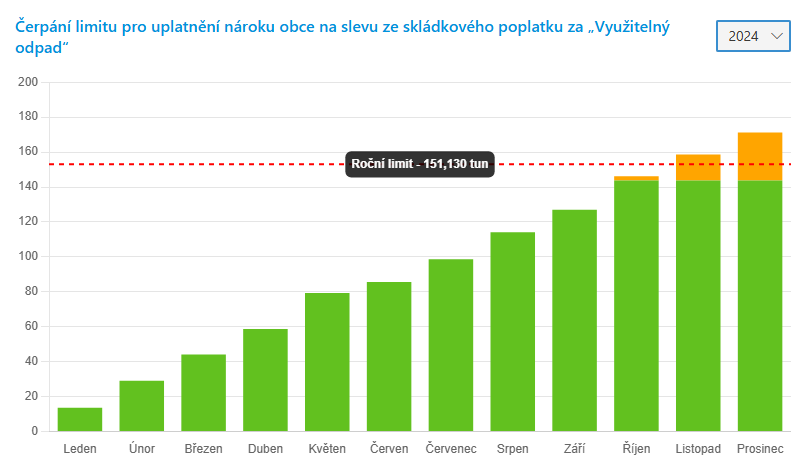 Čerpání limitu pro uplatnění nároku obce na slevu ze skládkového poplatku za „Využitelný
odpad“
2024
200
180
160
140
120
100
80
60
40
20
0
Roční limit - 151,130 tun
Leden
Únor
Březen
Duben
Květen
Červen
Červenec
Srpen
Září
Říjen
Listopad
Prosinec